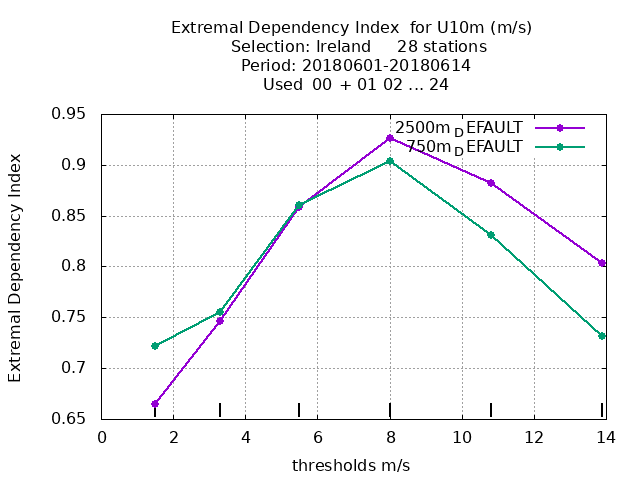 Extremal Dependency Index for U10m (m/s)
Selection: Ireland 28 stations
Period: 20180601-20180614
Used 00 + 01 02 ... 24
2500m DEFAULT
750m DEFAULT
Extremal Dependency Index
0.95
0.9
0.85
0.8
0.75
0.7
0.65
0 2 4 6 8 10 12 14
thresholds m/s